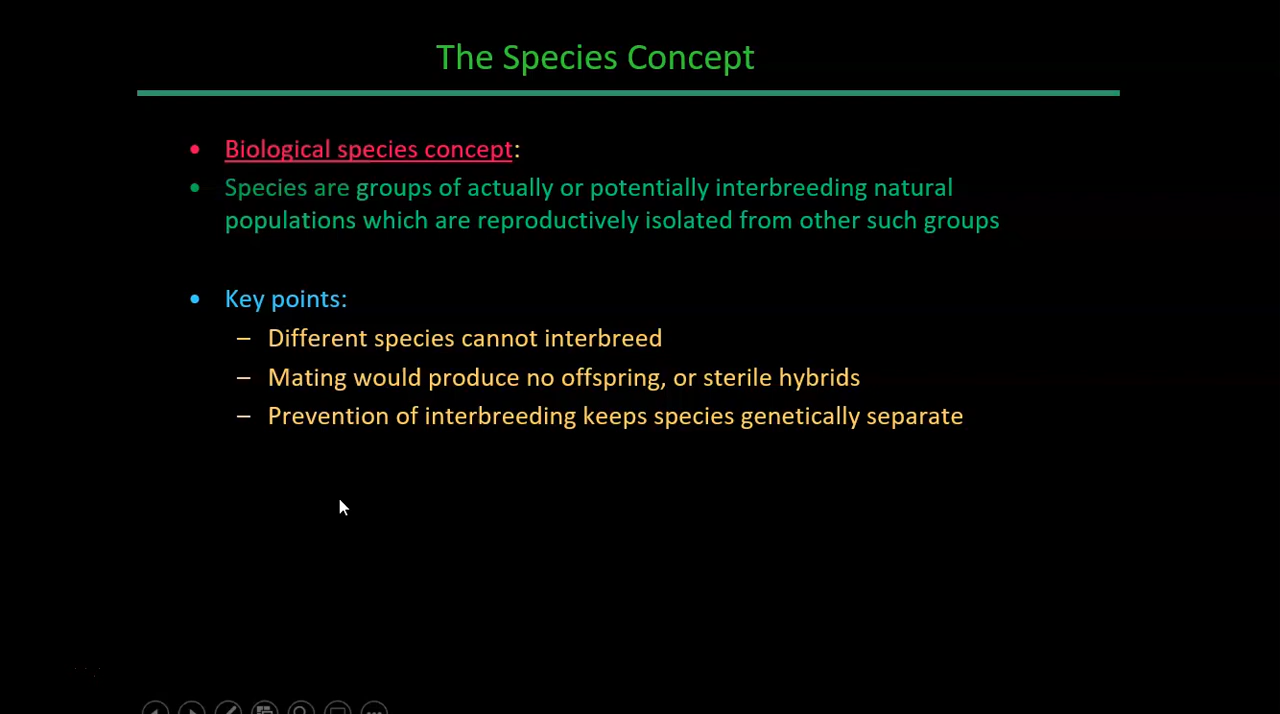 The Species Concept
• Biological species concept:
• Species are groups of actually or potentially interbreeding natural
populations which are reproductively isolated from other such groups
• Key points:
– Different species cannot interbreed
– Mating would produce no offspring, or sterile hybrids
– Prevention of interbreeding keeps species genetically separate